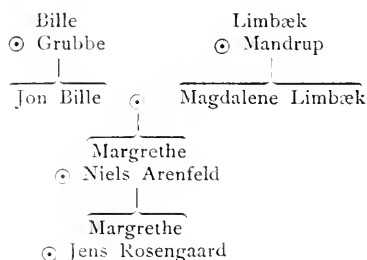 Bille
⊙ Grubbe
Limbæk
⊙ Mandrup
Jon Bille ⊙ Magdalene Limbæk
Margrethe
⊙ Niels Arenfeld
Margrethe
⊙ Jens Rosengaard